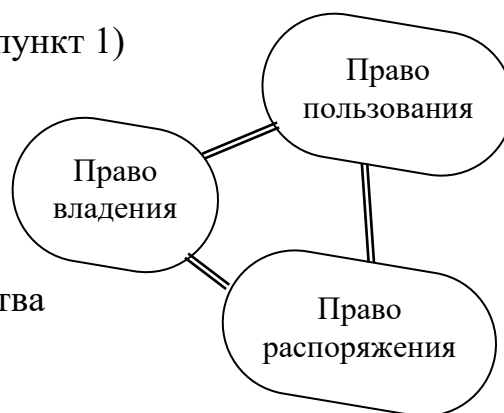 пункт 1)
Право
пользования
Право
владения
тва
Право
распоряжения